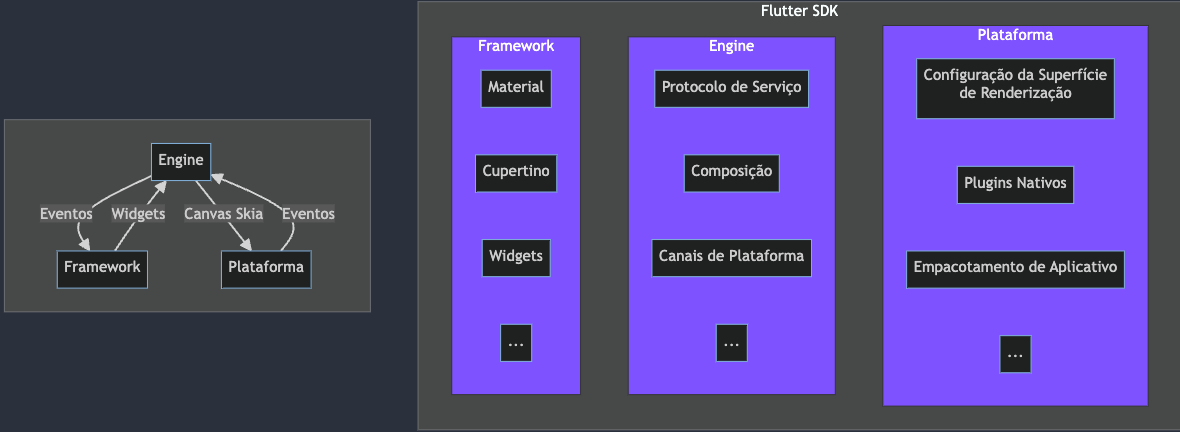 Engine
Eventos
Widgets
Canvas Skia
Eventos
Framework
Plataforma
Flutter SDK
Framework
Material
Cupertino
Widgets
...
Engine
Protocolo de Serviço
Composição
Canais de Plataforma
...
Plataforma
Configuração da Superfície
de Renderização
Plugins Nativos
Empacotamento de Aplicativo
...